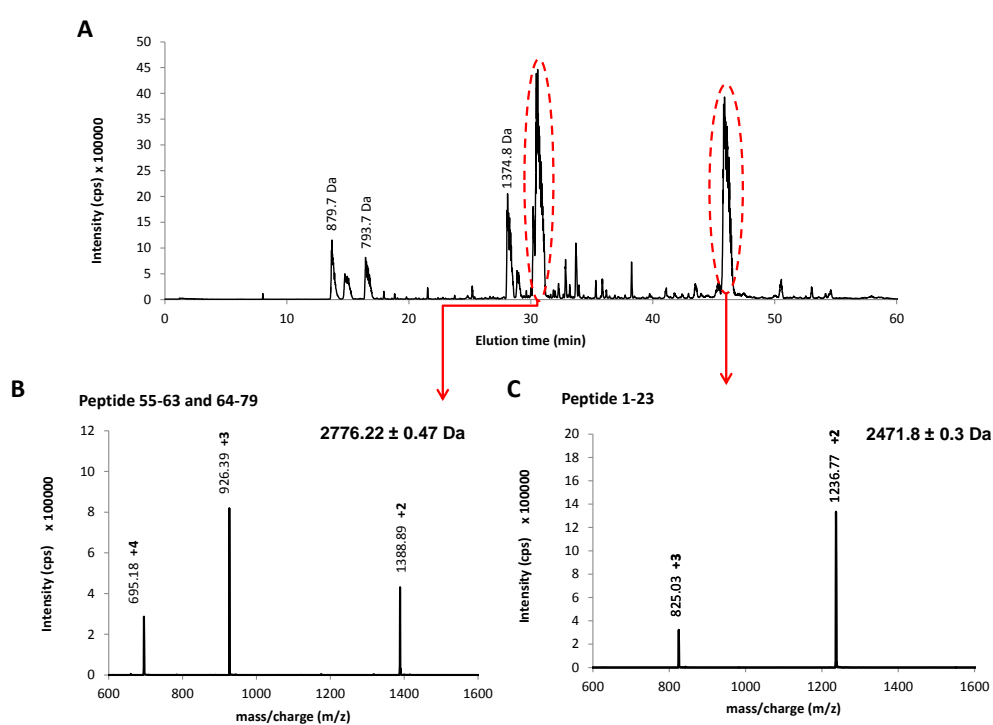 A
Intensity (cps) x 100000
50
45
40
35
30
25
20
15
10
5
0
879.7 Da
793.7 Da
1374.8 Da
0 10 20 30 40 50 60
Elution time (min)
B
Peptide 55-63 and 64-79
2776.22 ± 0.47 Da
Intensity (cps) x 100000
12
10
8
6
4
2
0
695.18 +4
926.39 +3
1388.89 +2
600 800 1000 1200 1400 1600
mass/charge (m/z)
C
Peptide 1-23
2471.8 ± 0.3 Da
Intensity (cps) x 100000
20
18
16
14
12
10
8
6
4
2
0
825.03 +3
1236.77 +2
600 800 1000 1200 1400 1600
mass/charge (m/z)